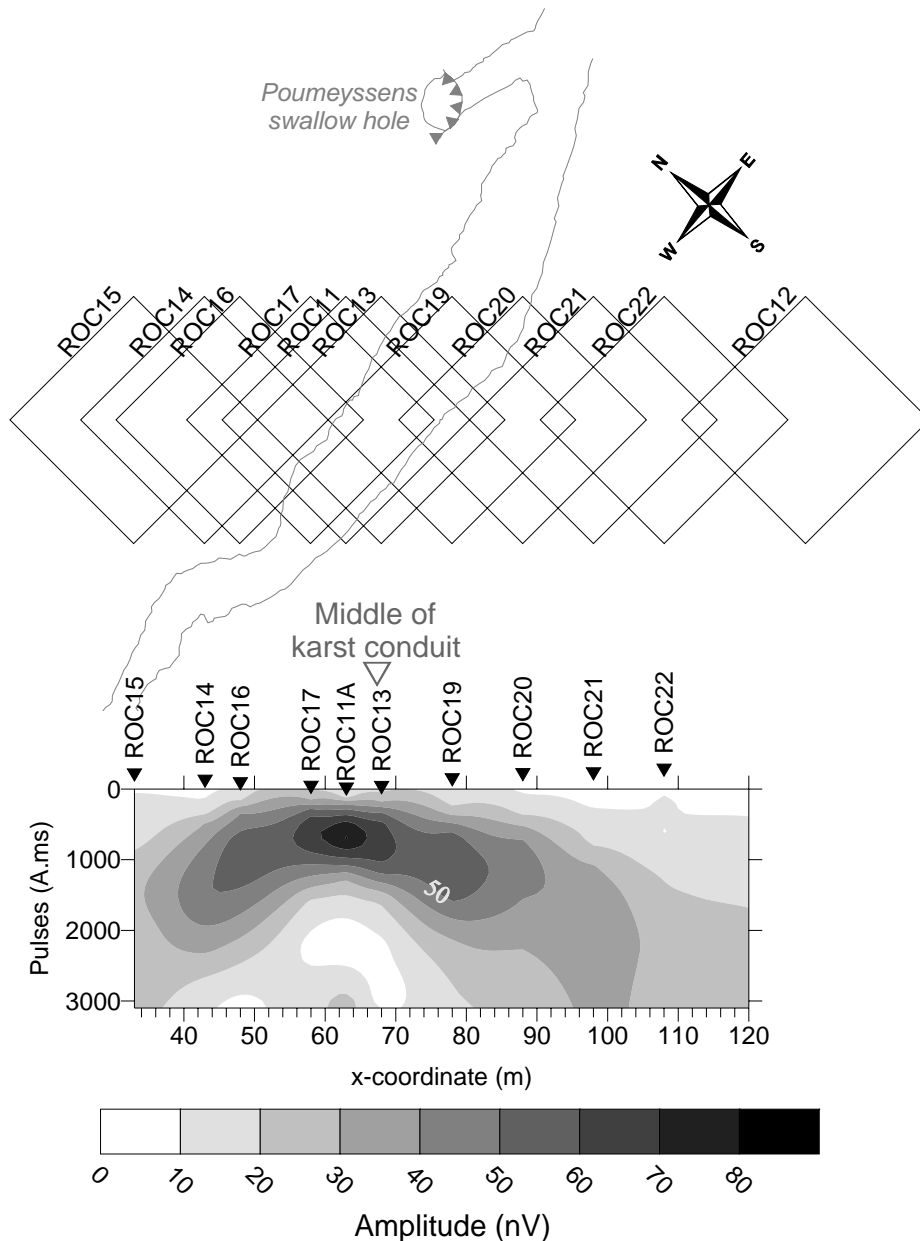 Poumeyssens
swallow hole
N
E
W
S
ROC15
ROC14
ROC16
ROC17
ROC11
ROC13
ROC19
ROC20
ROC21
ROC22
ROC12
Middle of
karst conduit
ROC15
ROC14
ROC16
ROC17
ROC11A
ROC13
ROC19
ROC20
ROC21
ROC22
0
1000
2000
3000
Pulses (A.ms)
50
40 50 60 70 80 90 100 110 120
x-coordinate (m)
0 10 20 30 40 50 60 70 80
Amplitude (nV)